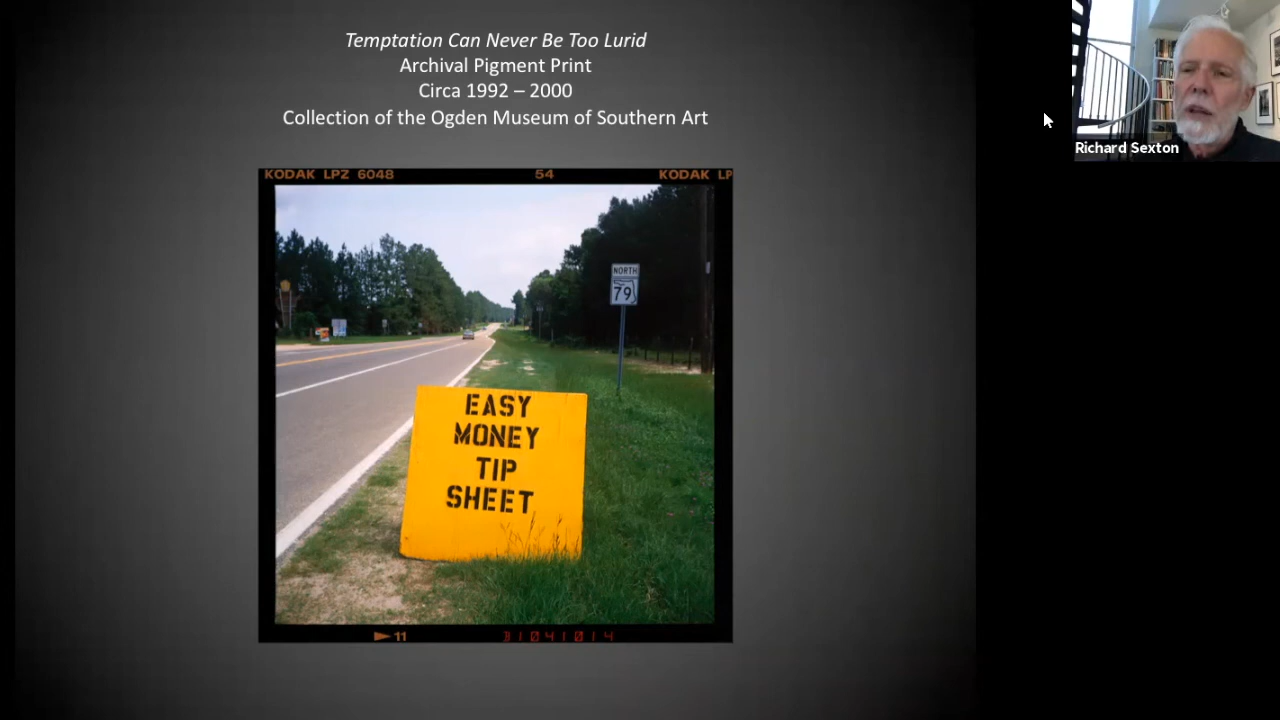 Temptation Can Never Be Too Lurid
Archival Pigment Print
Circa 1992 – 2000
Collection of the Ogden Museum of Southern Art
Richard Sexton
KODAK LPZ 6048 54 KODAK LP
NORTH
79
EASY
MONEY
TIP
SHEET
11